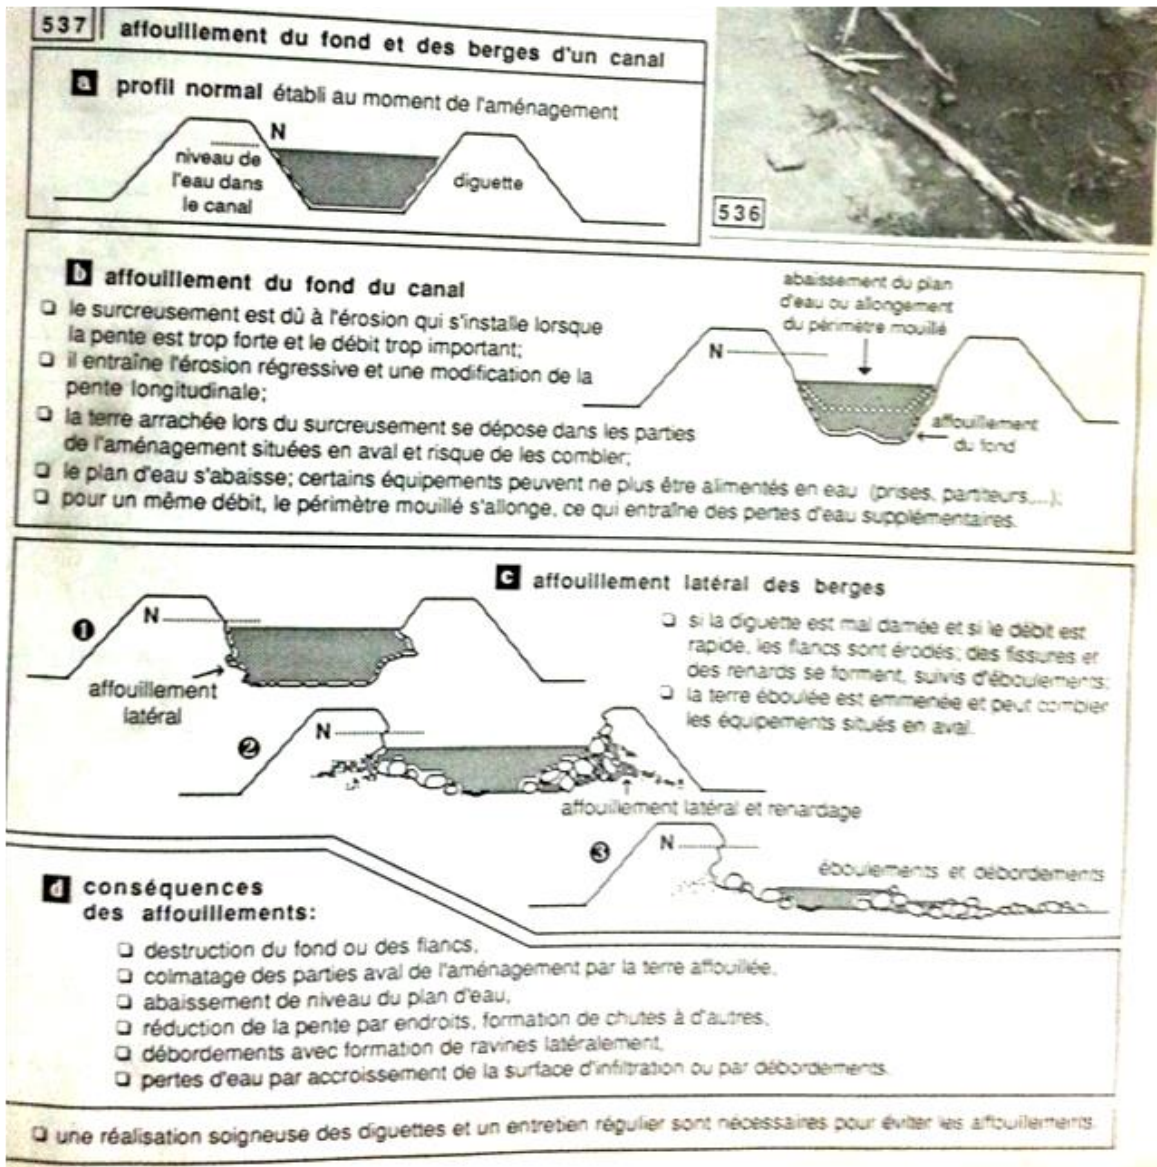 537 affouillement du fond et des berges d'un canal
a profil normal établi au moment de l'aménagement
N
niveau de
l'eau dans
le canal
diguette
536
b affouillement du fond du canal
❑ le surcreusement est dû à l'érosion qui s'installe lorsque
la pente est trop forte et le débit trop important;
❑ il entraîne l'érosion régressive et une modification de la
pente longitudinale;
❑ la terre arrachée lors du surcreusement se dépose dans les parties
de l'aménagement situées en aval et risque de les combler;
❑ le plan d'eau s'abaisse; certains équipements peuvent ne plus être alimentés en eau (prises, partiteurs,...);
❑ pour un même débit, le périmètre mouillé s'allonge, ce qui entraîne des pertes d'eau supplémentaires.
abaissement du plan
d'eau ou allongement
du périmètre mouillé
N
affouillement
du fond
c affouillement latéral des berges
❑ si la diguette est mal damée et si le débit est
rapide, les flancs sont érodés; des fissures et
des renards se forment, suivis d'éboulements;
❑ la terre éboulée est emmenée et peut combler
les équipements situés en aval.
❶
N
affouillement
latéral
❷
N
affouillement latéral et renardage
❸
N
éboulements et débordements
d conséquences
des affouillements:
❑ destruction du fond ou des flancs,
❑ colmatage des parties aval de l'aménagement par la terre affouillée,
❑ abaissement de niveau du plan d'eau,
❑ réduction de la pente par endroits, formation de chutes à d'autres,
❑ débordements avec formation de ravines latéralement,
❑ pertes d'eau par accroissement de la surface d'infiltration ou par débordements.
❑ une réalisation soigneuse des diguettes et un entretien régulier sont nécessaires pour éviter les affouillements.